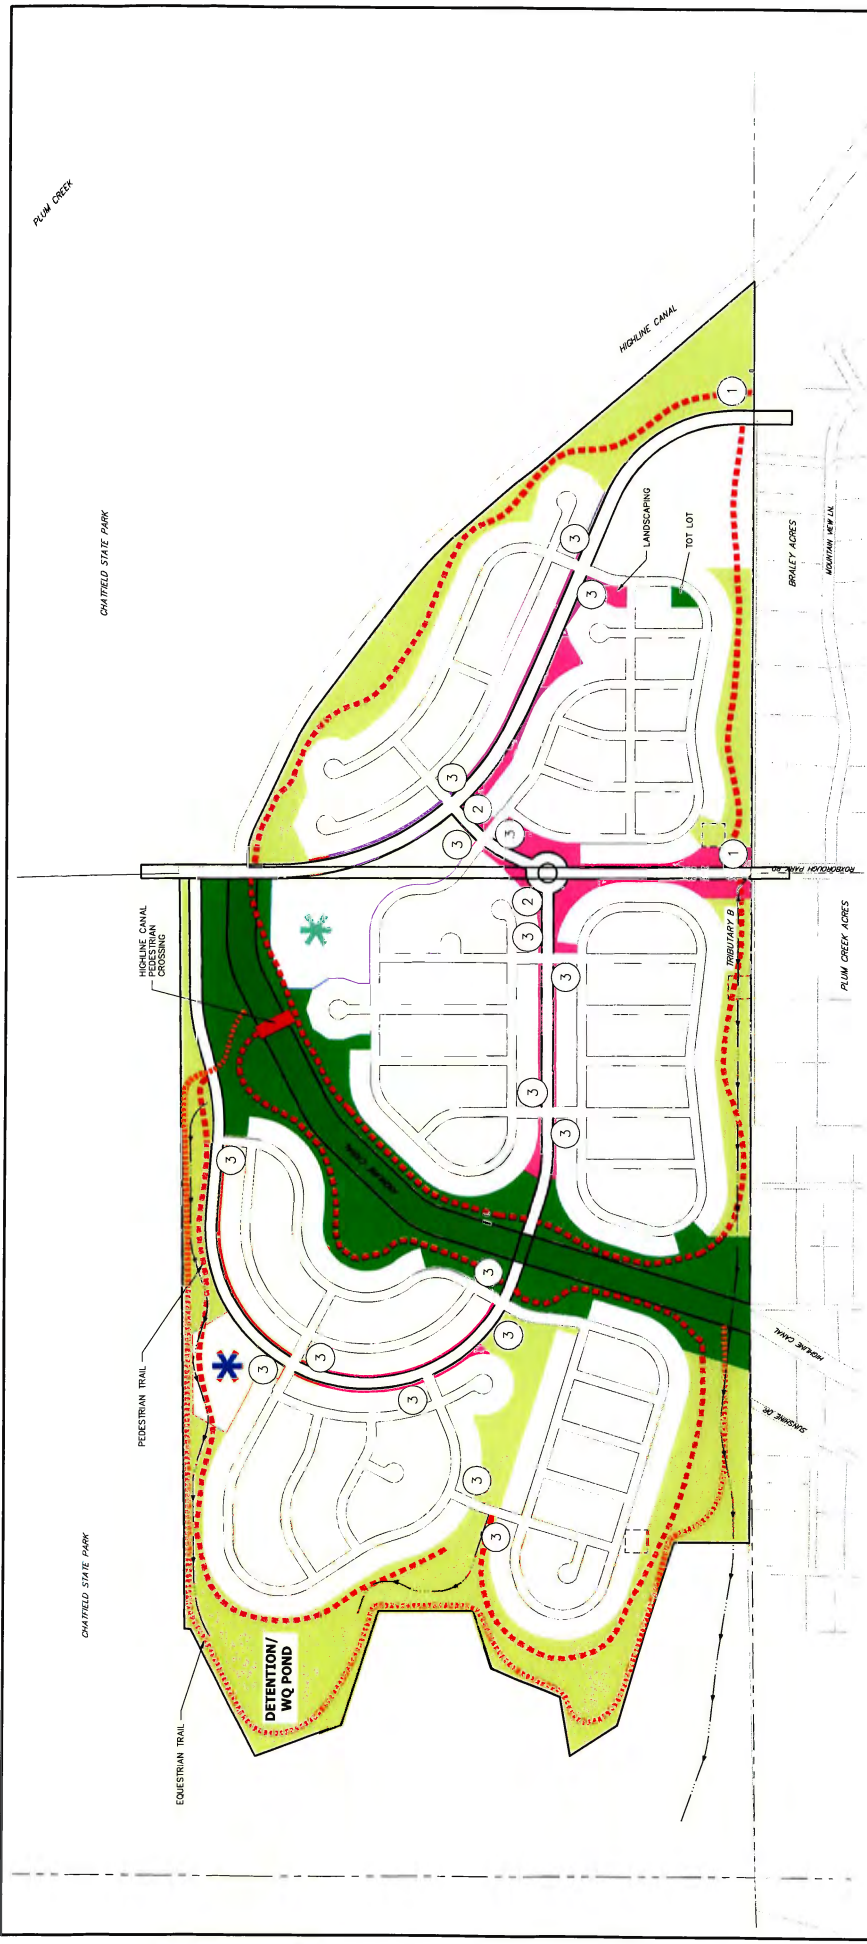 PLUM CREEK
CHATFIELD STATE PARK
HIGHLINE CANAL
1
3
LANDSCAPING
3
TOT LOT
BRALEY ACRES
MOUNTAIN VIEW LN.
3
2
3
3
1
ROXBOROUGH PARK RD
HIGHLINE CANAL
PEDESTRIAN
CROSSING
2
3
3
TRIBUTARY B
PLUM CREEK ACRES
3
3
3
HIGHLINE CANAL
3
3
HIGHLINE CANAL
SUNSHINE DR.
PEDESTRIAN TRAIL
3
3
3
3
3
CHATFIELD STATE PARK
DETENTION/
WQ POND
EQUESTRIAN TRAIL